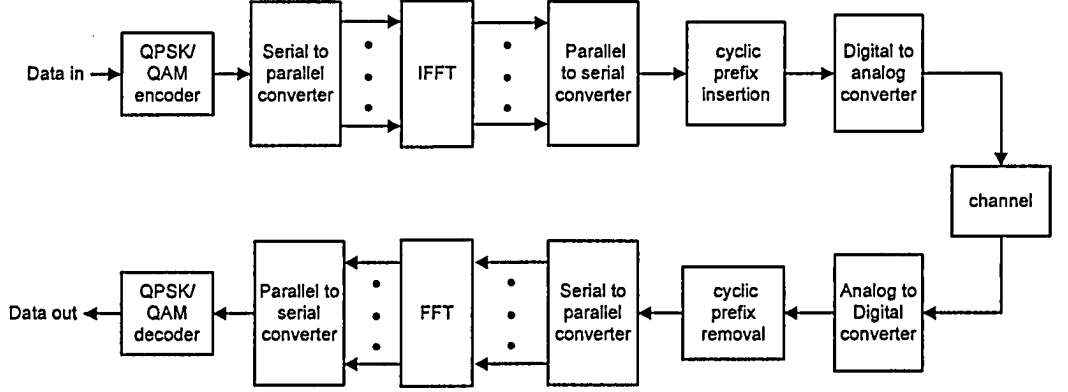 Data in
QPSK/
QAM
encoder
Serial to
parallel
converter
IFFT
Parallel
to serial
converter
cyclic
prefix
insertion
Digital to
analog
converter
channel
Analog to
Digital
converter
cyclic
prefix
removal
Serial to
parallel
converter
FFT
Parallel to
serial
converter
QPSK/
QAM
decoder
Data out